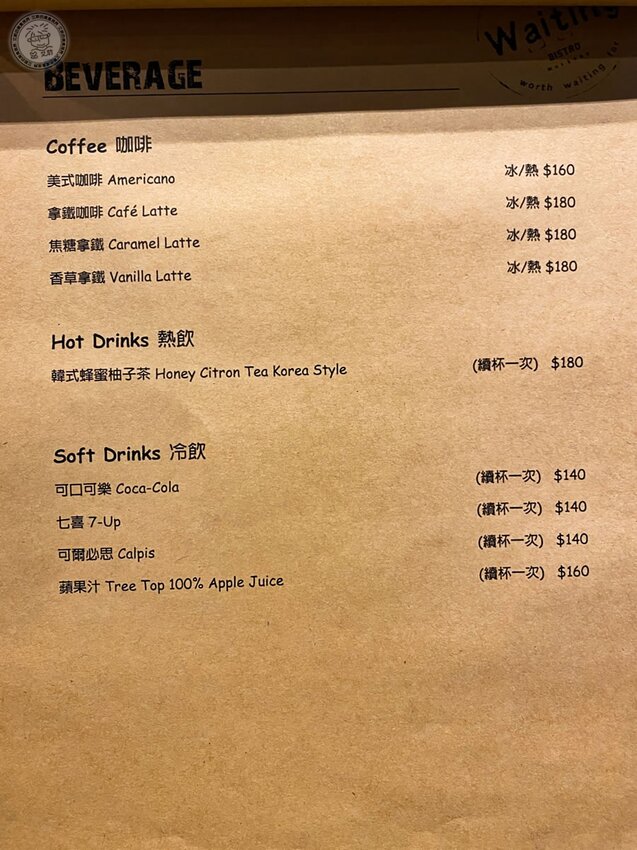 Waiting
BISTRO
worth waiting for
BEVERAGE
Coffee 咖啡
美式咖啡 Americano 冰/熱 $160
拿鐵咖啡 Café Latte 冰/熱 $180
焦糖拿鐵 Caramel Latte 冰/熱 $180
香草拿鐵 Vanilla Latte 冰/熱 $180
Hot Drinks 熱飲
韓式蜂蜜柚子茶 Honey Citron Tea Korea Style (續杯一次) $180
Soft Drinks 冷飲
可口可樂 Coca-Cola (續杯一次) $140
七喜 7-Up (續杯一次) $140
可爾必思 Calpis (續杯一次) $140
蘋果汁 Tree Top 100% Apple Juice (續杯一次) $160